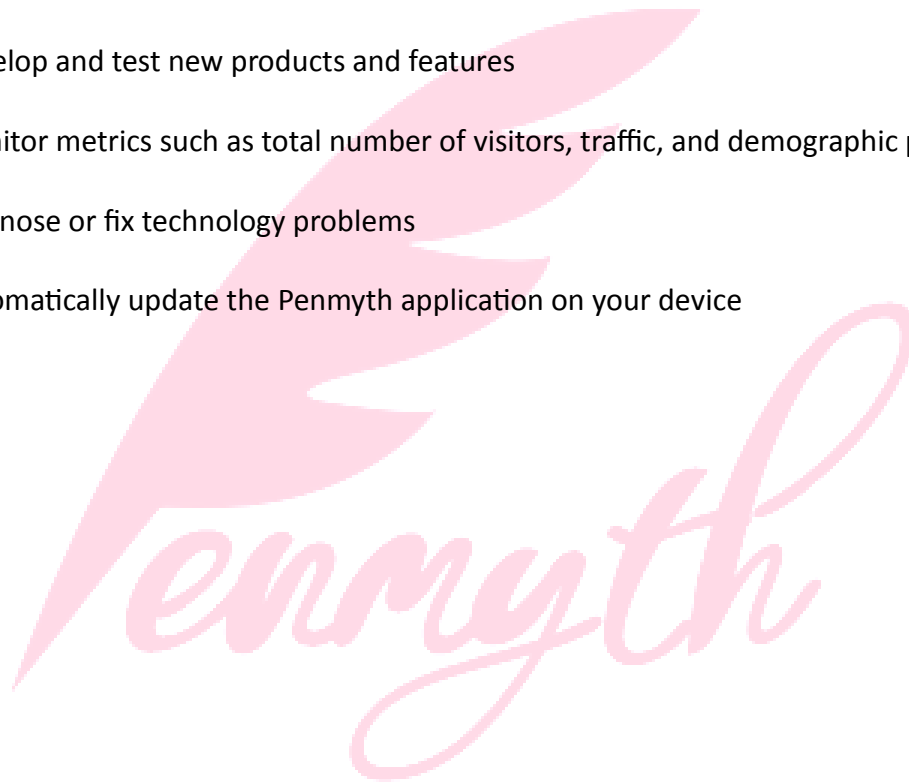 elop and test new products and features
itor metrics such as total number of visitors, traffic, and demographic p
nose or fix technology problems
omatically update the Penmyth application on your device
Penmyth